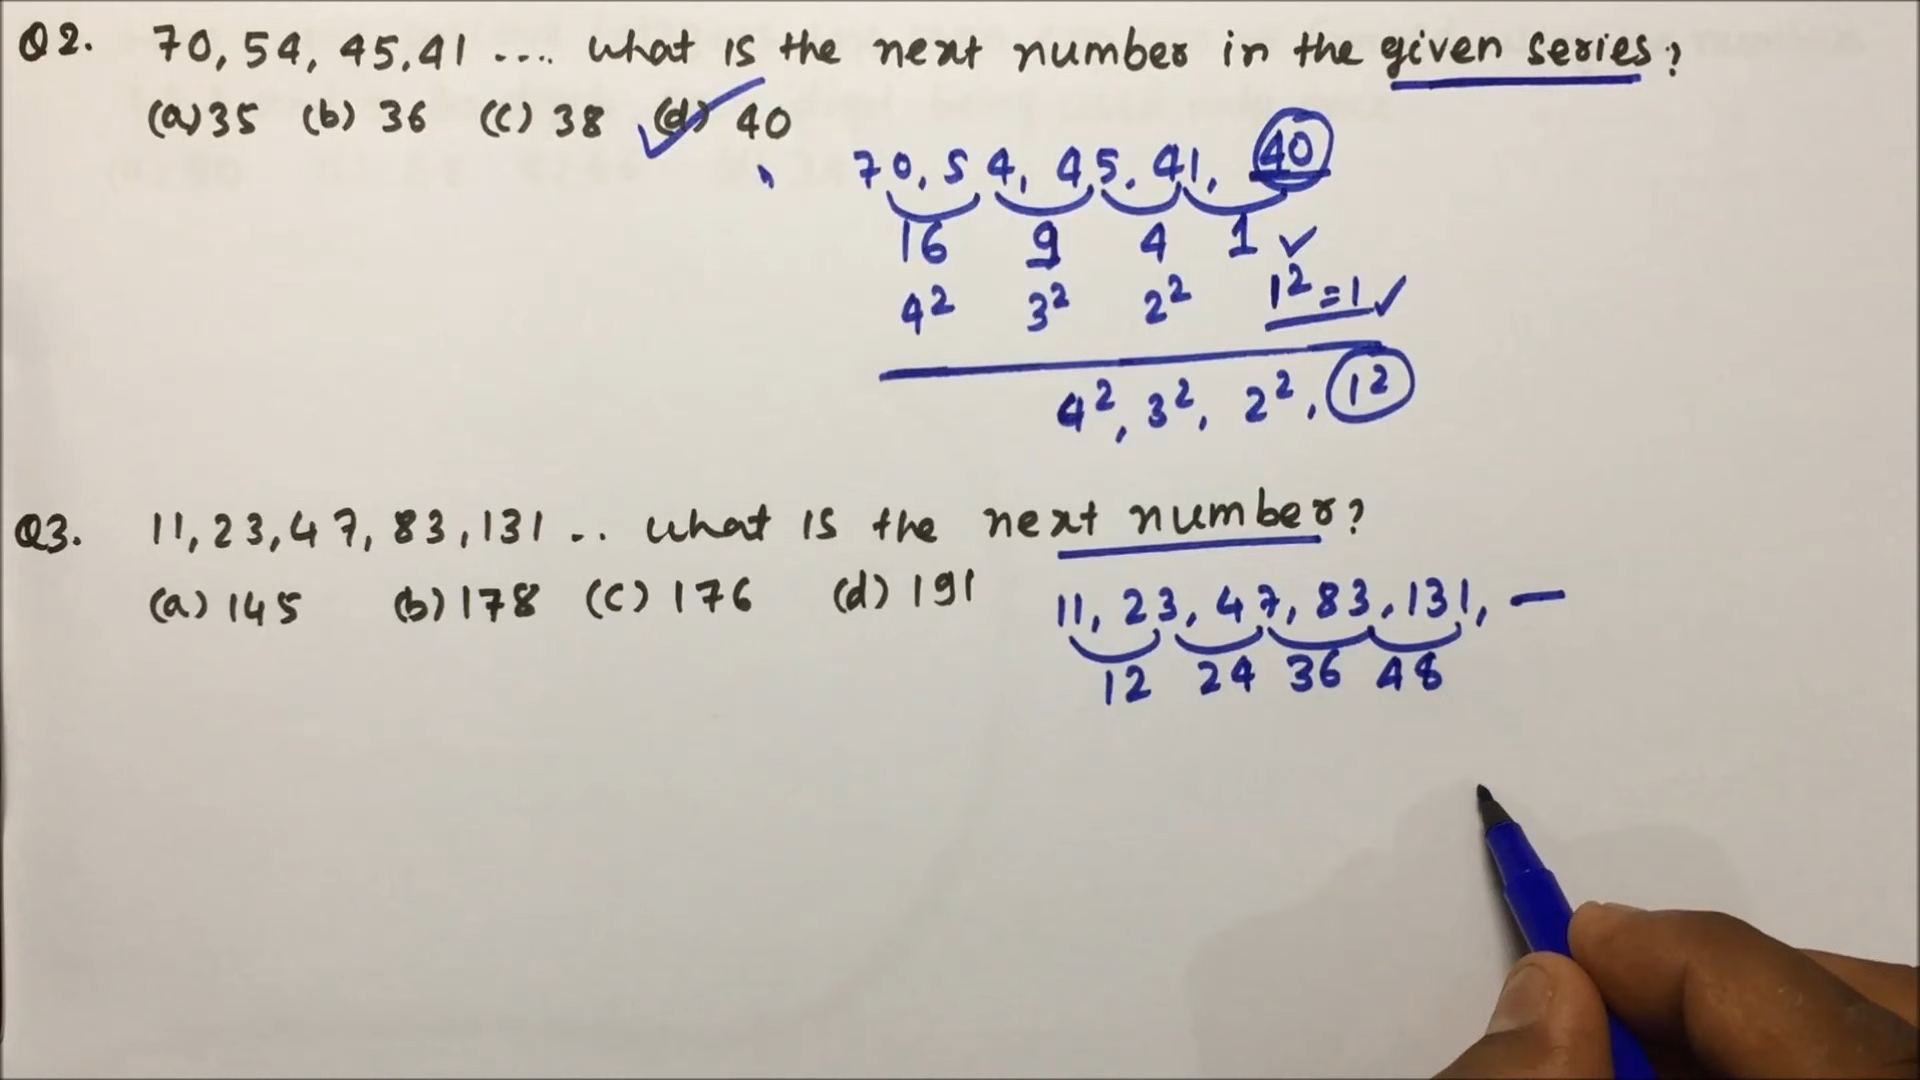 Q2. 70, 54, 45, 41 .... what is the next number in the given series?
(a) 35 (b) 36 (c) 38 (d) 40
70, 54, 45, 41, 40
16 9 4 1 ✓
4² 3² 2² 1² = 1 ✓
4², 3², 2², 1²
Q3. 11, 23, 47, 83, 131 .. what is the next number?
(a) 145 (b) 178 (c) 176 (d) 191
11, 23, 47, 83, 131, —
12 24 36 48